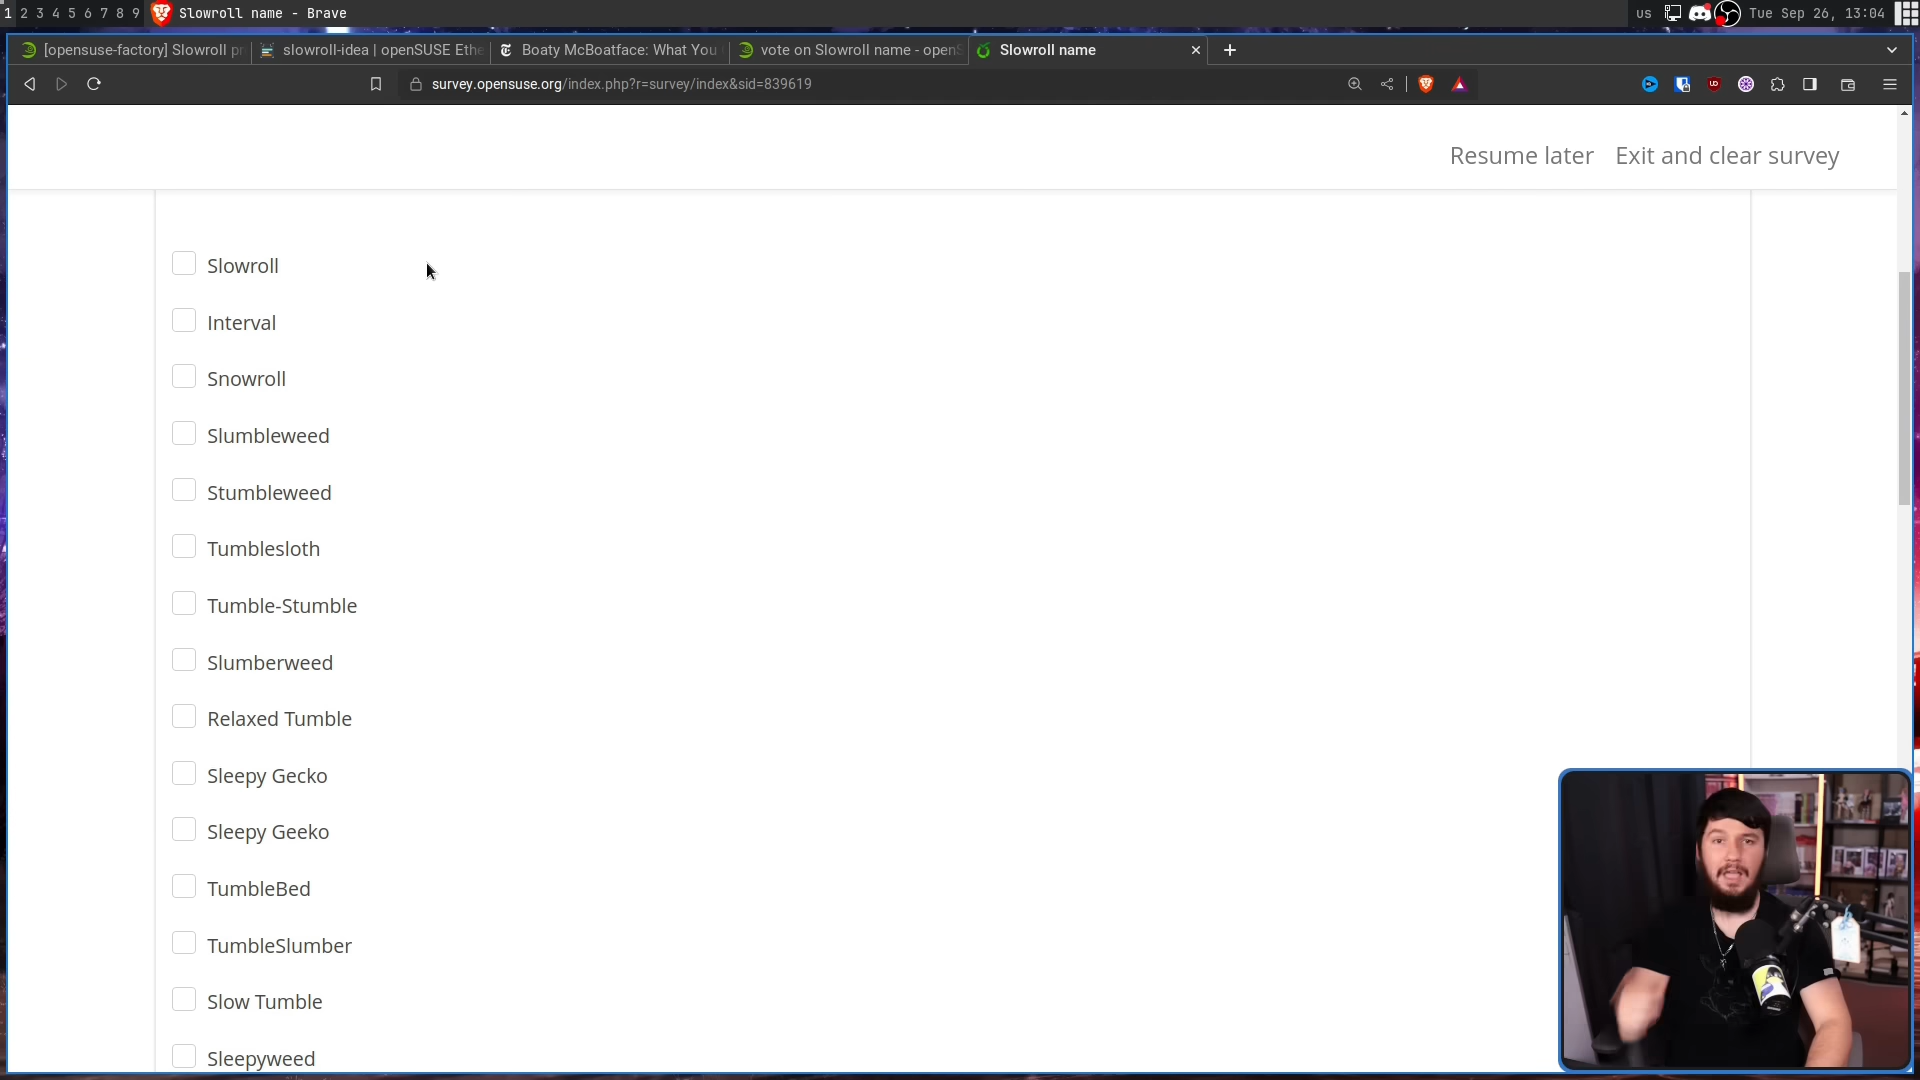 1 2 3 4 5 6 7 8 9 Slowroll name - Brave us Tue Sep 26, 13:04
[opensuse-factory] Slowroll pr slowroll-idea | openSUSE Ethe Boaty McBoatface: What You vote on Slowroll name - openS Slowroll name
survey.opensuse.org/index.php?r=survey/index&sid=839619
Resume later Exit and clear survey
Slowroll
Interval
Snowroll
Slumbleweed
Stumbleweed
Tumblesloth
Tumble-Stumble
Slumberweed
Relaxed Tumble
Sleepy Gecko
Sleepy Geeko
TumbleBed
TumbleSlumber
Slow Tumble
Sleepyweed